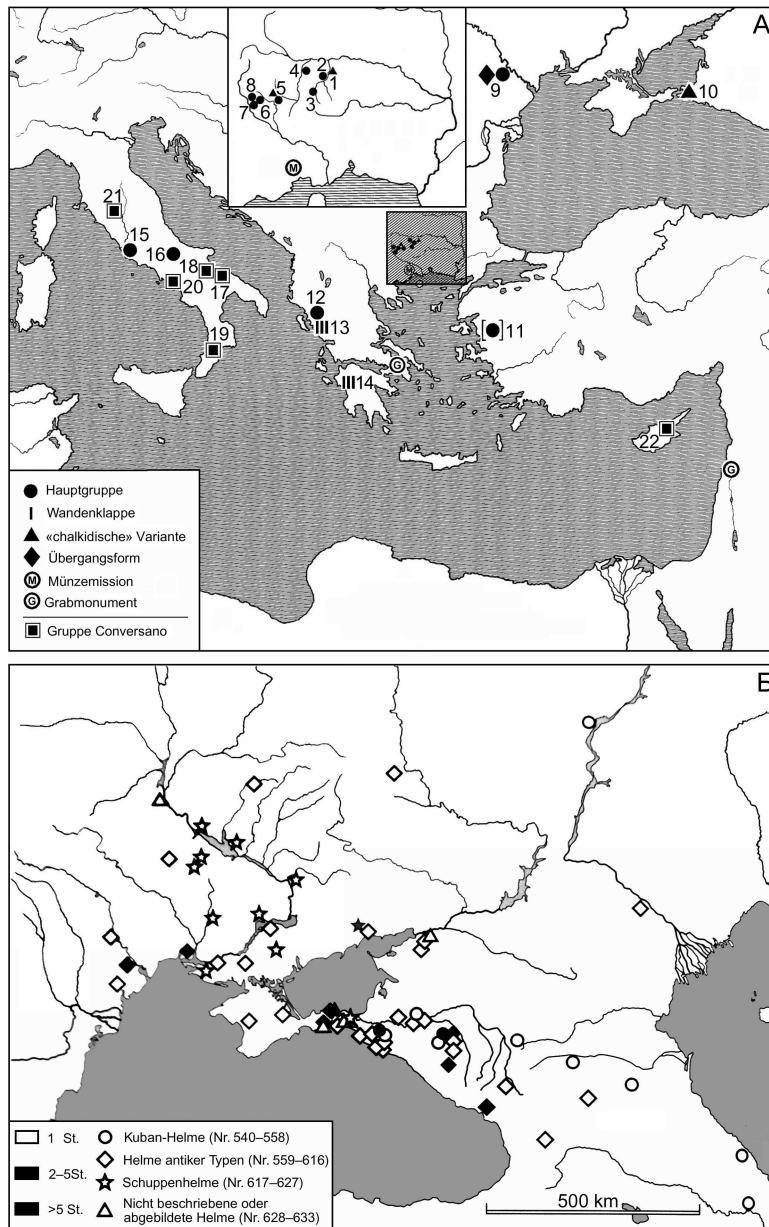 A
1
2
3
4
5
6
7
8
M
9
10
11
12
13
14
15
16
17
18
19
20
21
22
M
G
G
Hauptgruppe
Wandenklappe
«chalkidische» Variante
Übergangsform
M Münzemission
G Grabmonument
Gruppe Conversano
Б
1 St.
2–5St.
>5 St.
Kuban-Helme (Nr. 540–558)
Helme antiker Typen (Nr. 559–616)
Schuppenhelme (Nr. 617–627)
Nicht beschriebene oder
abgebildete Helme (Nr. 628–633)
500 km